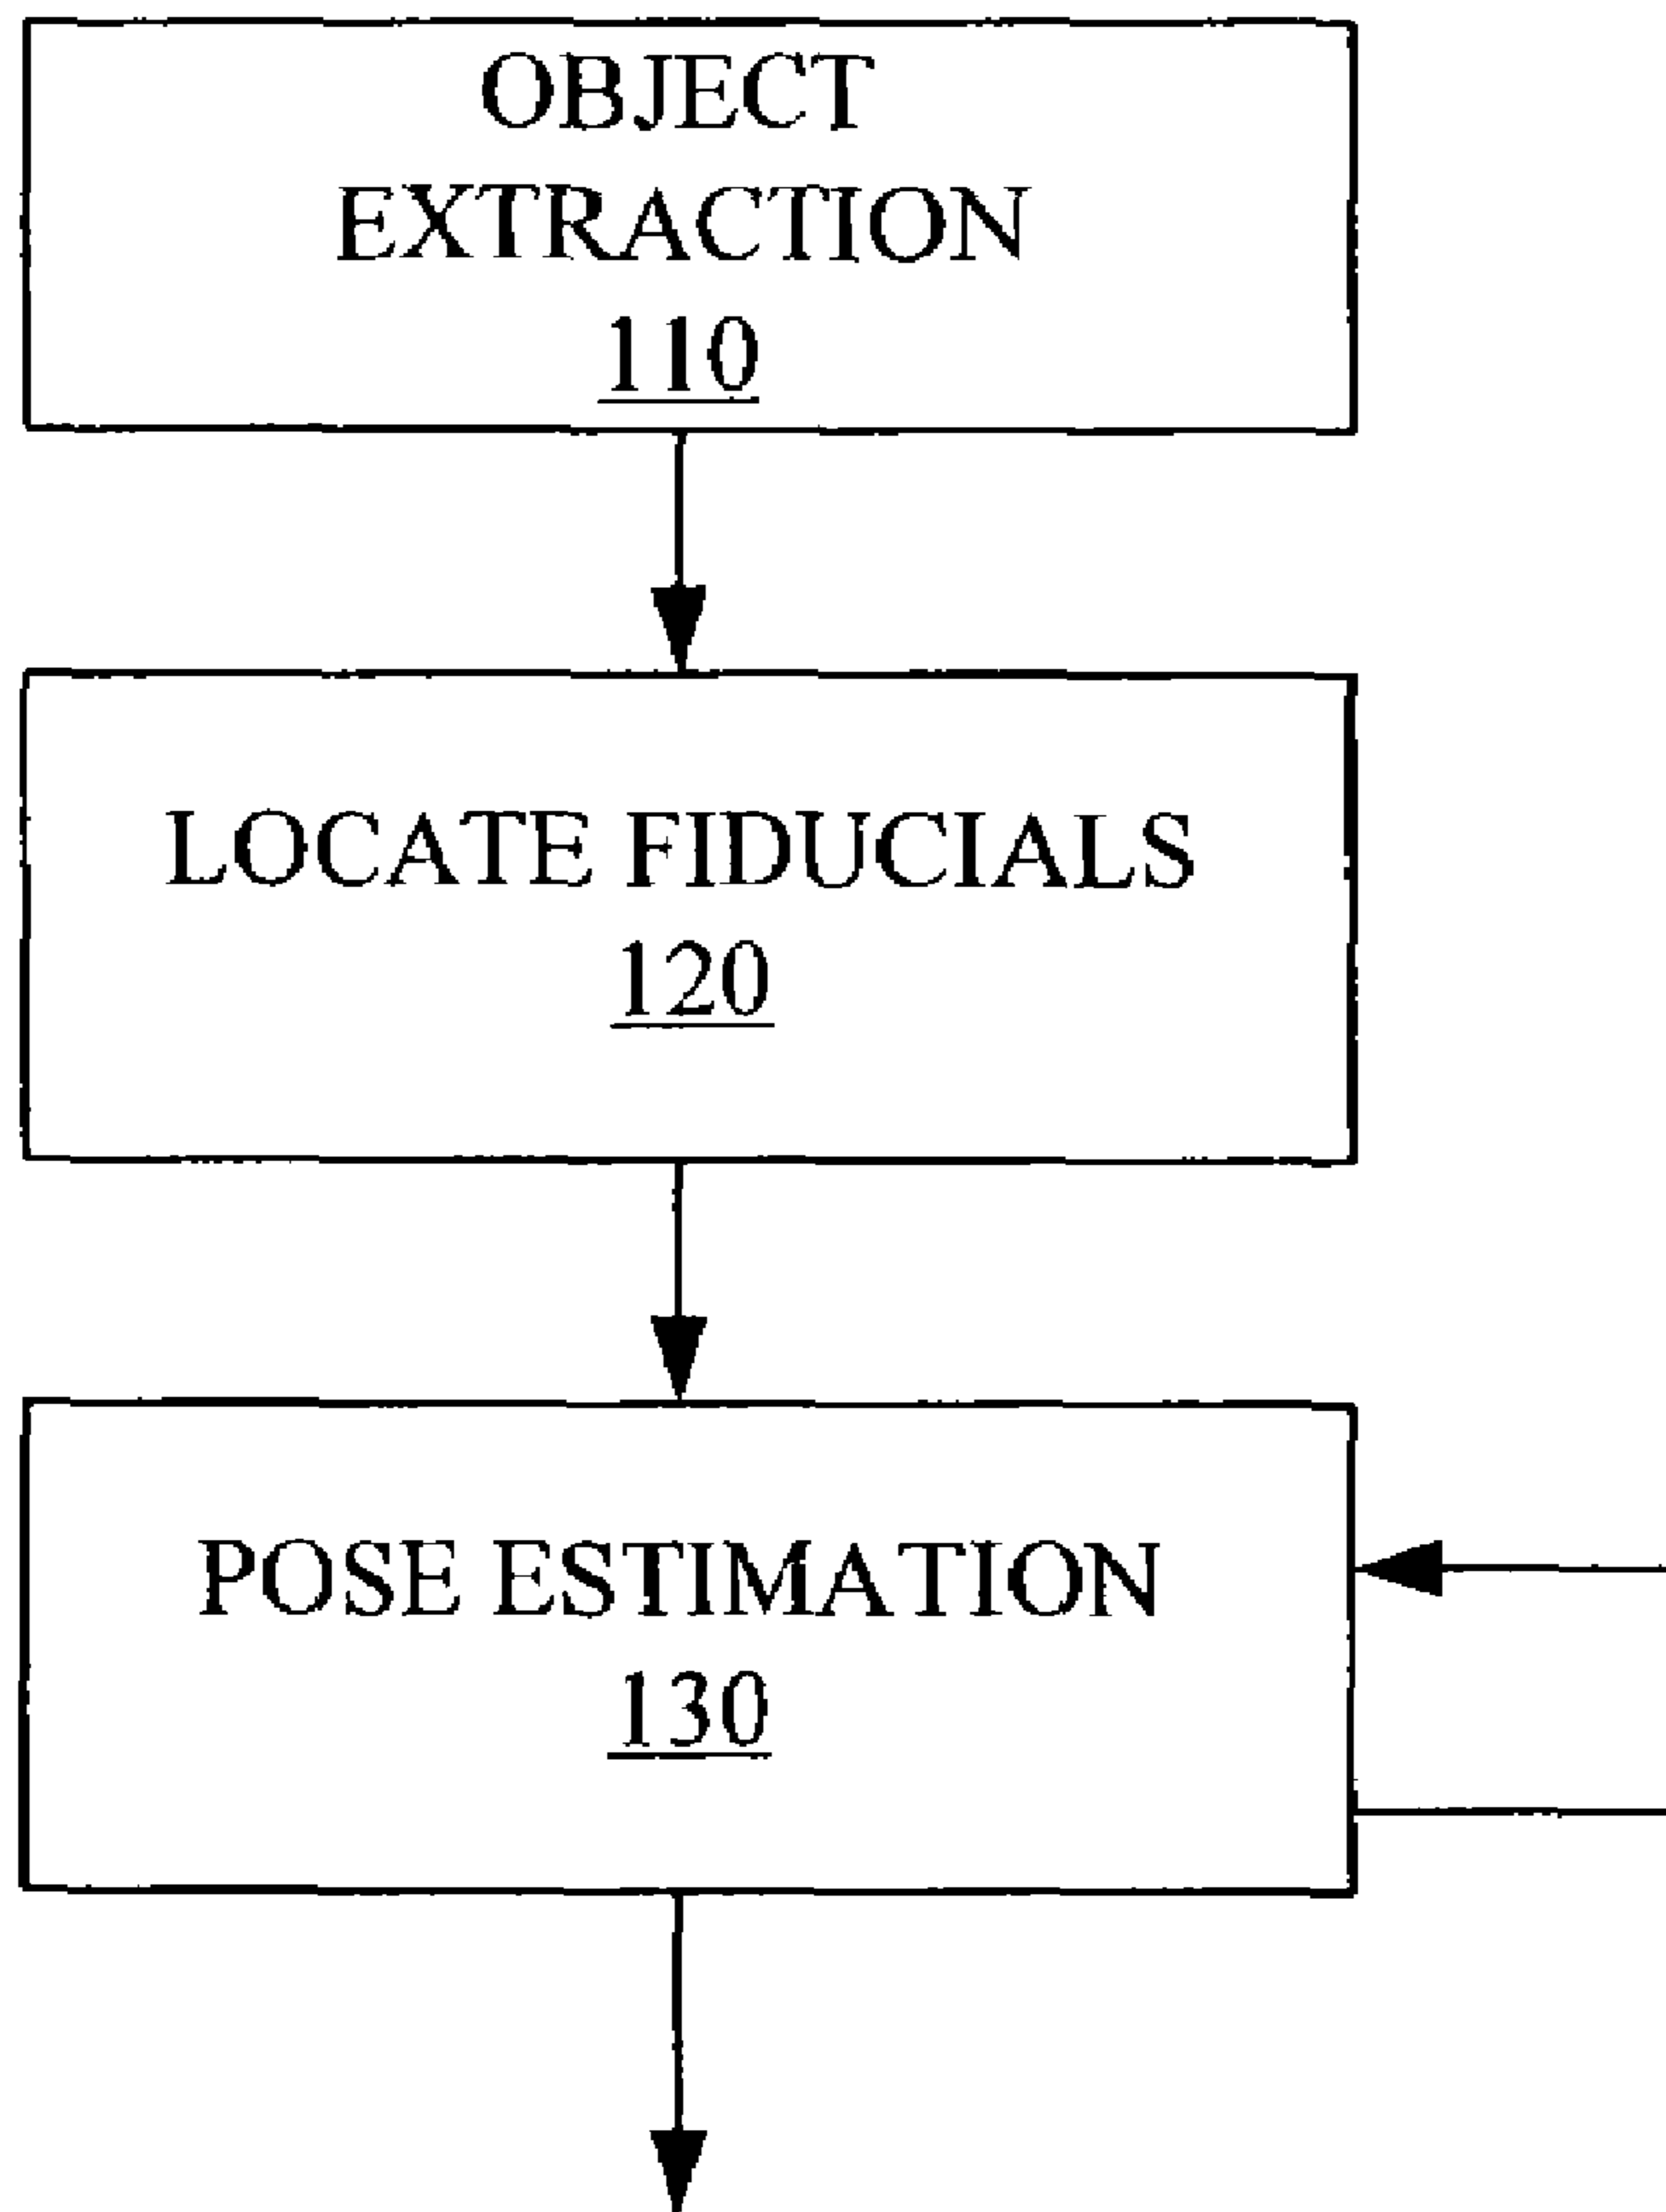 OBJECT
EXTRACTION
110
LOCATE FIDUCIALS
120
POSE ESTIMATION
130